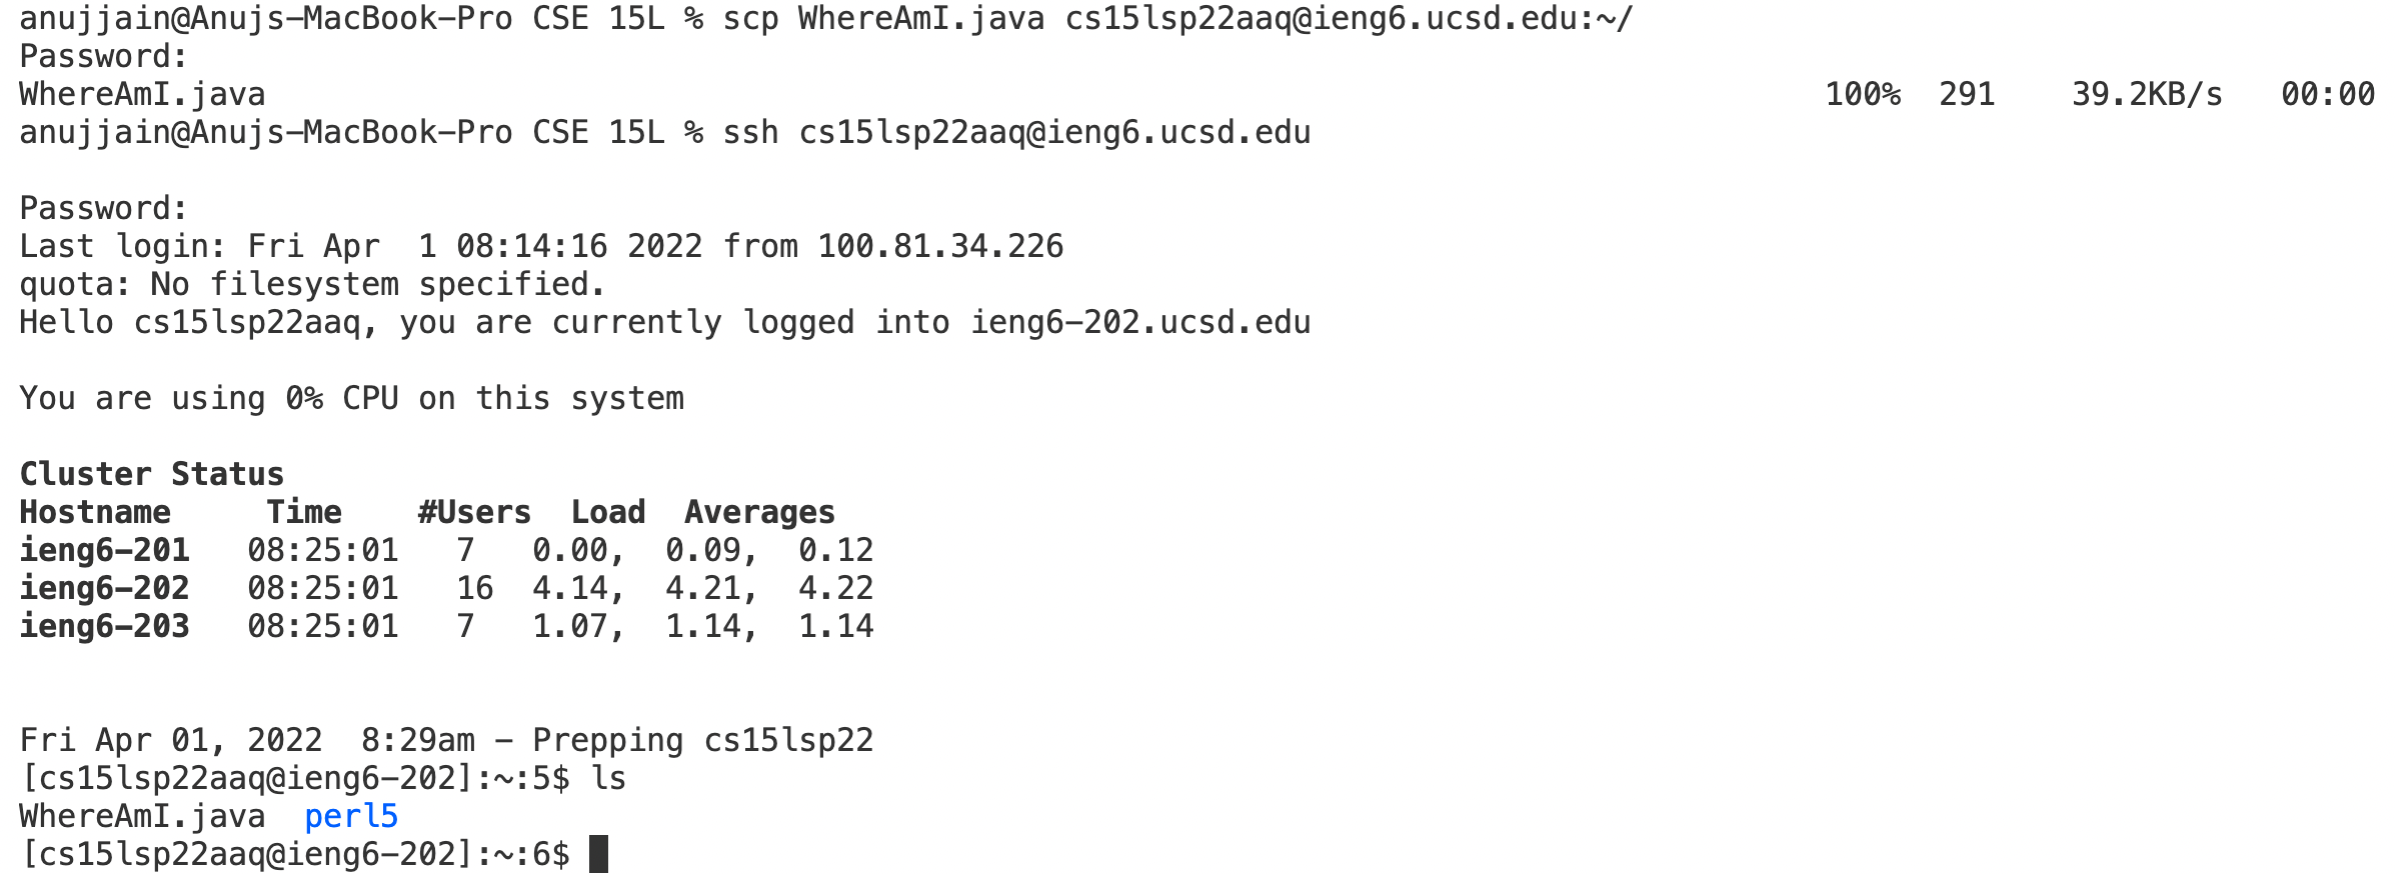 anujjain@Anujs-MacBook-Pro CSE 15L % scp WhereAmI.java cs15lsp22aaq@ieng6.ucsd.edu:~/
Password:
WhereAmI.java 100% 291 39.2KB/s 00:00
anujjain@Anujs-MacBook-Pro CSE 15L % ssh cs15lsp22aaq@ieng6.ucsd.edu
Password:
Last login: Fri Apr  1 08:14:16 2022 from 100.81.34.226
quota: No filesystem specified.
Hello cs15lsp22aaq, you are currently logged into ieng6-202.ucsd.edu
You are using 0% CPU on this system
Cluster Status
Hostname     Time    #Users  Load  Averages
ieng6-201   08:25:01   7   0.00,  0.09,  0.12
ieng6-202   08:25:01   16  4.14,  4.21,  4.22
ieng6-203   08:25:01   7   1.07,  1.14,  1.14
Fri Apr 01, 2022  8:29am - Prepping cs15lsp22
[cs15lsp22aaq@ieng6-202]:~:5$ ls
WhereAmI.java  perl5
[cs15lsp22aaq@ieng6-202]:~:6$